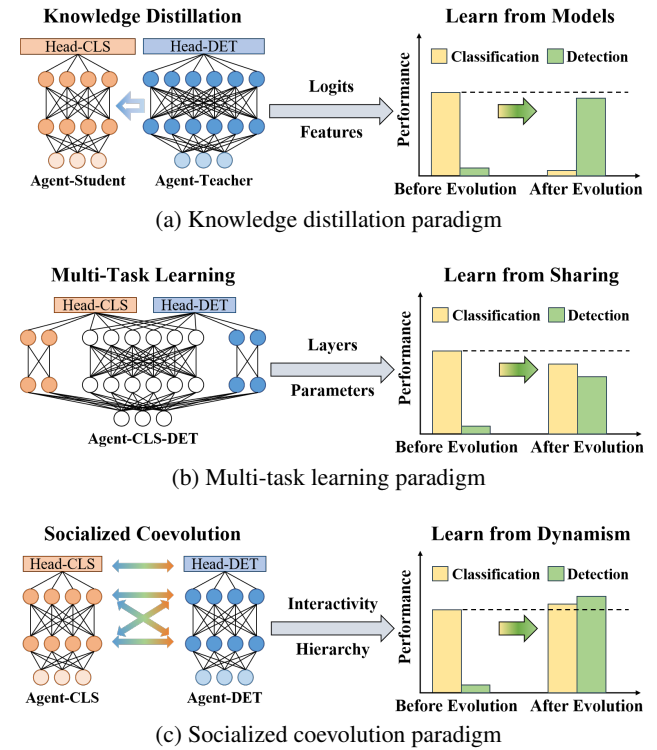 Knowledge Distillation
Learn from Models
Head-CLS
Head-DET
Agent-Student
Agent-Teacher
Logits
Features
Performance
Classification
Detection
Before Evolution
After Evolution
(a) Knowledge distillation paradigm
Multi-Task Learning
Learn from Sharing
Head-CLS
Head-DET
Agent-CLS-DET
Layers
Parameters
Performance
Classification
Detection
Before Evolution
After Evolution
(b) Multi-task learning paradigm
Socialized Coevolution
Learn from Dynamism
Head-CLS
Head-DET
Agent-CLS
Agent-DET
Interactivity
Hierarchy
Performance
Classification
Detection
Before Evolution
After Evolution
(c) Socialized coevolution paradigm